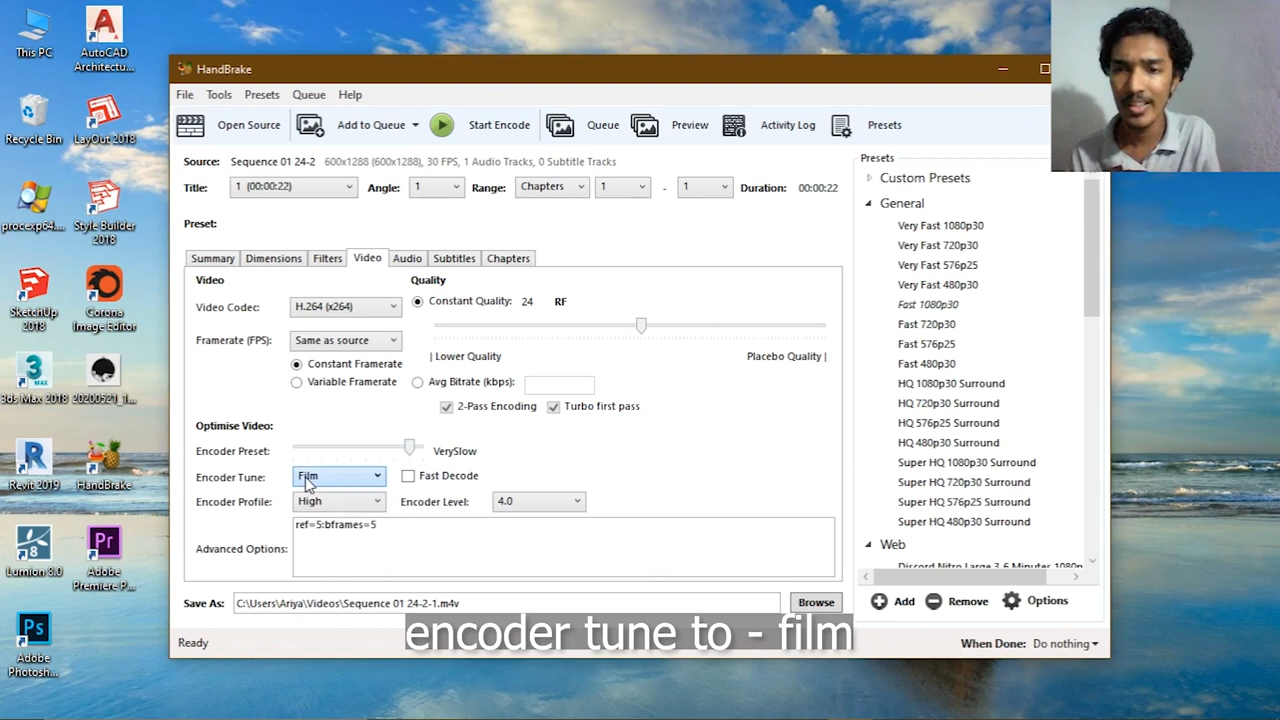 This PC
AutoCAD
Architectu...
Recycle Bin
LayOut 2018
procexp64....
Style Builder
2018
SketchUp
2018
Corona
Image Editor
3ds Max 2018
20200521_1...
Revit 2019
HandBrake
Lumion 8.0
Adobe
Premiere P...
Adobe
Photosh...
HandBrake
File Tools Presets Queue Help
Open Source Add to Queue Start Encode Queue Preview Activity Log Presets
Source: Sequence 01 24-2 600x1288 (600x1288), 30 FPS, 1 Audio Tracks, 0 Subtitle Tracks
Title: 1 (00:00:22) Angle: 1 Range: Chapters 1 - 1 Duration: 00:00:22
Preset:
Summary Dimensions Filters Video Audio Subtitles Chapters
Video
Video Codec: H.264 (x264)
Framerate (FPS): Same as source
Constant Framerate
Variable Framerate
Quality
Constant Quality: 24 RF
| Lower Quality Placebo Quality |
Avg Bitrate (kbps):
2-Pass Encoding Turbo first pass
Optimise Video:
Encoder Preset: VerySlow
Encoder Tune: Film Fast Decode
Encoder Profile: High Encoder Level: 4.0
Advanced Options: ref=5:bframes=5
Save As: C:\Users\Ariya\Videos\Sequence 01 24-2-1.m4v Browse
Presets
Custom Presets
General
Very Fast 1080p30
Very Fast 720p30
Very Fast 576p25
Very Fast 480p30
Fast 1080p30
Fast 720p30
Fast 576p25
Fast 480p30
HQ 1080p30 Surround
HQ 720p30 Surround
HQ 576p25 Surround
HQ 480p30 Surround
Super HQ 1080p30 Surround
Super HQ 720p30 Surround
Super HQ 576p25 Surround
Super HQ 480p30 Surround
Web
Discord Nitro Large 3-6 Minutes 1080p
Add Remove Options
Ready
When Done: Do nothing
encoder tune to - film